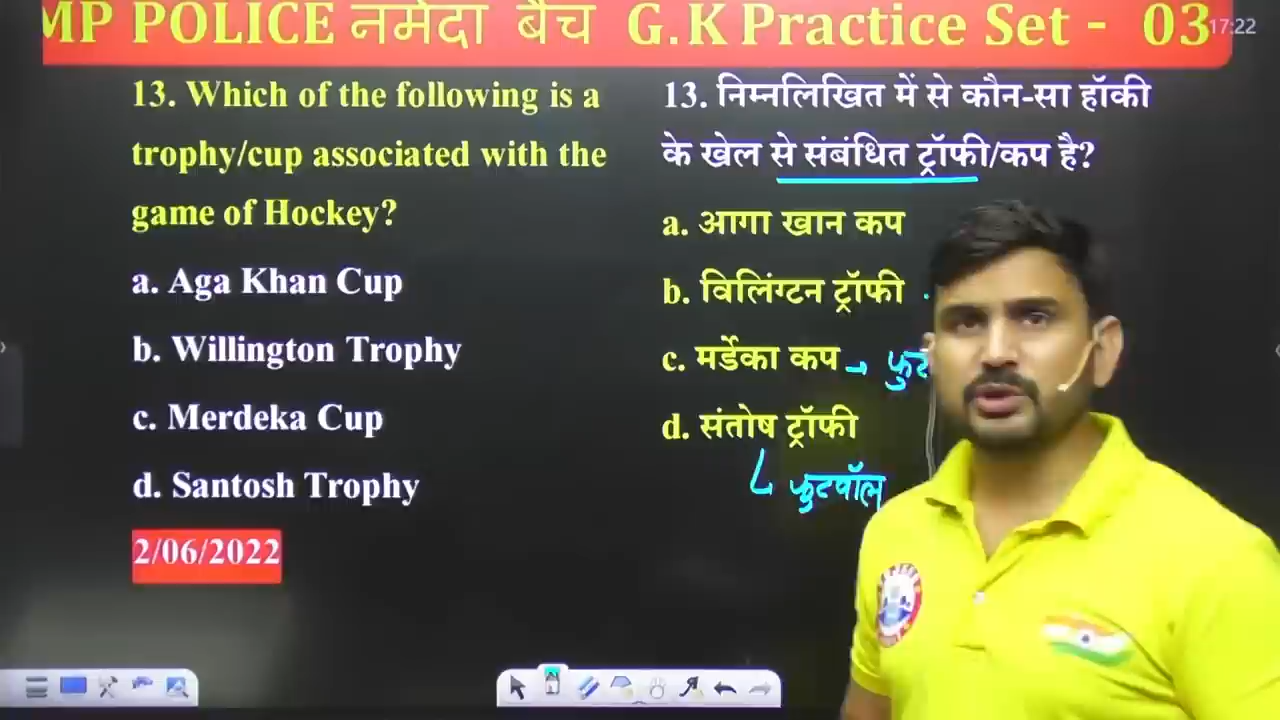 MP POLICE नर्मदा बैच G.K Practice Set - 03
17:22
13. Which of the following is a
trophy/cup associated with the
game of Hockey?
a. Aga Khan Cup
b. Willington Trophy
c. Merdeka Cup
d. Santosh Trophy
2/06/2022
13. निम्नलिखित में से कौन-सा हॉकी
के खेल से संबंधित ट्रॉफी/कप है?
a. आगा खान कप
b. विलिंग्टन ट्रॉफी
c. मर्डेका कप →
d. संतोष ट्रॉफी
फुटबॉल